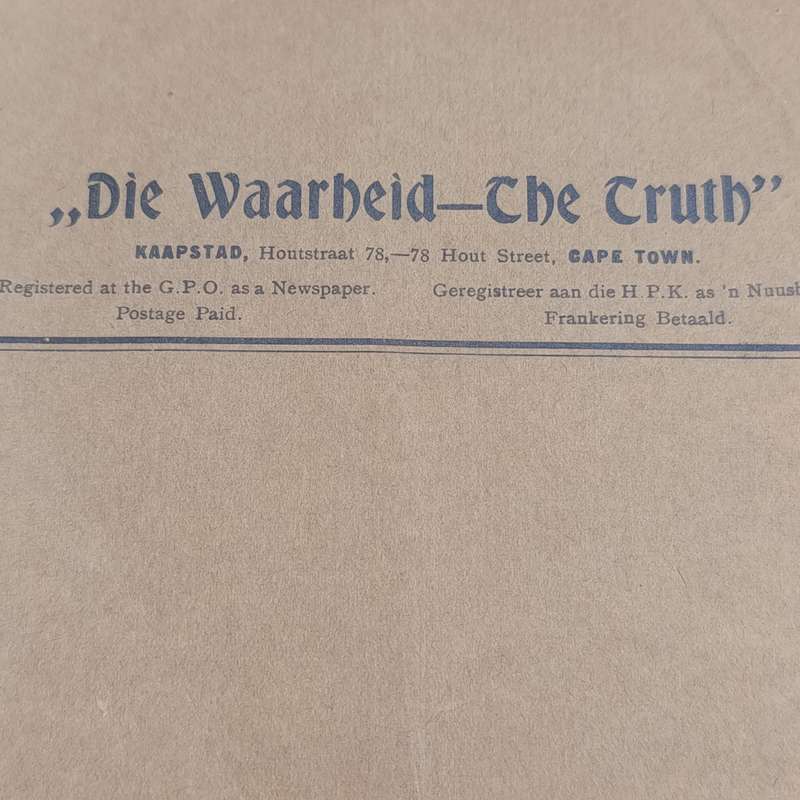 „Die Waarheid—The Truth”
KAAPSTAD, Houtstraat 78,—78 Hout Street, CAPE TOWN.
Registered at the G.P.O. as a Newspaper. Geregistreer aan die H.P.K. as 'n
Postage Paid. Frankering Betaald.